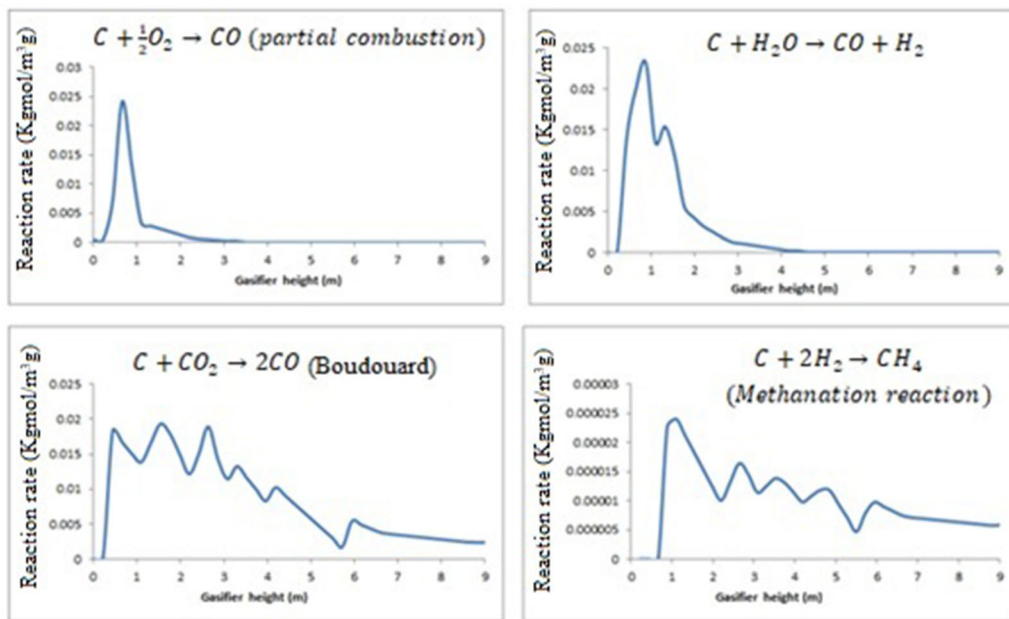 C + ½O₂ → CO (partial combustion)
Reaction rate (Kgmol/m³g)
0.03
0.025
0.02
0.015
0.01
0.005
0
0 1 2 3 4 5 6 7 8 9
Gasifier height (m)
C + H₂O → CO + H₂
Reaction rate (Kgmol/m³g)
0.025
0.02
0.015
0.01
0.005
0
0 1 2 3 4 5 6 7 8 9
Gasifier height (m)
C + CO₂ → 2CO (Boudouard)
Reaction rate (Kgmol/m³g)
0.025
0.02
0.015
0.01
0.005
0
0 1 2 3 4 5 6 7 8 9
Gasifier height (m)
C + 2H₂ → CH₄
(Methanation reaction)
Reaction rate (Kgmol/m³g)
0.00003
0.000025
0.00002
0.000015
0.00001
0.000005
0
0 1 2 3 4 5 6 7 8 9
Gasifier height (m)